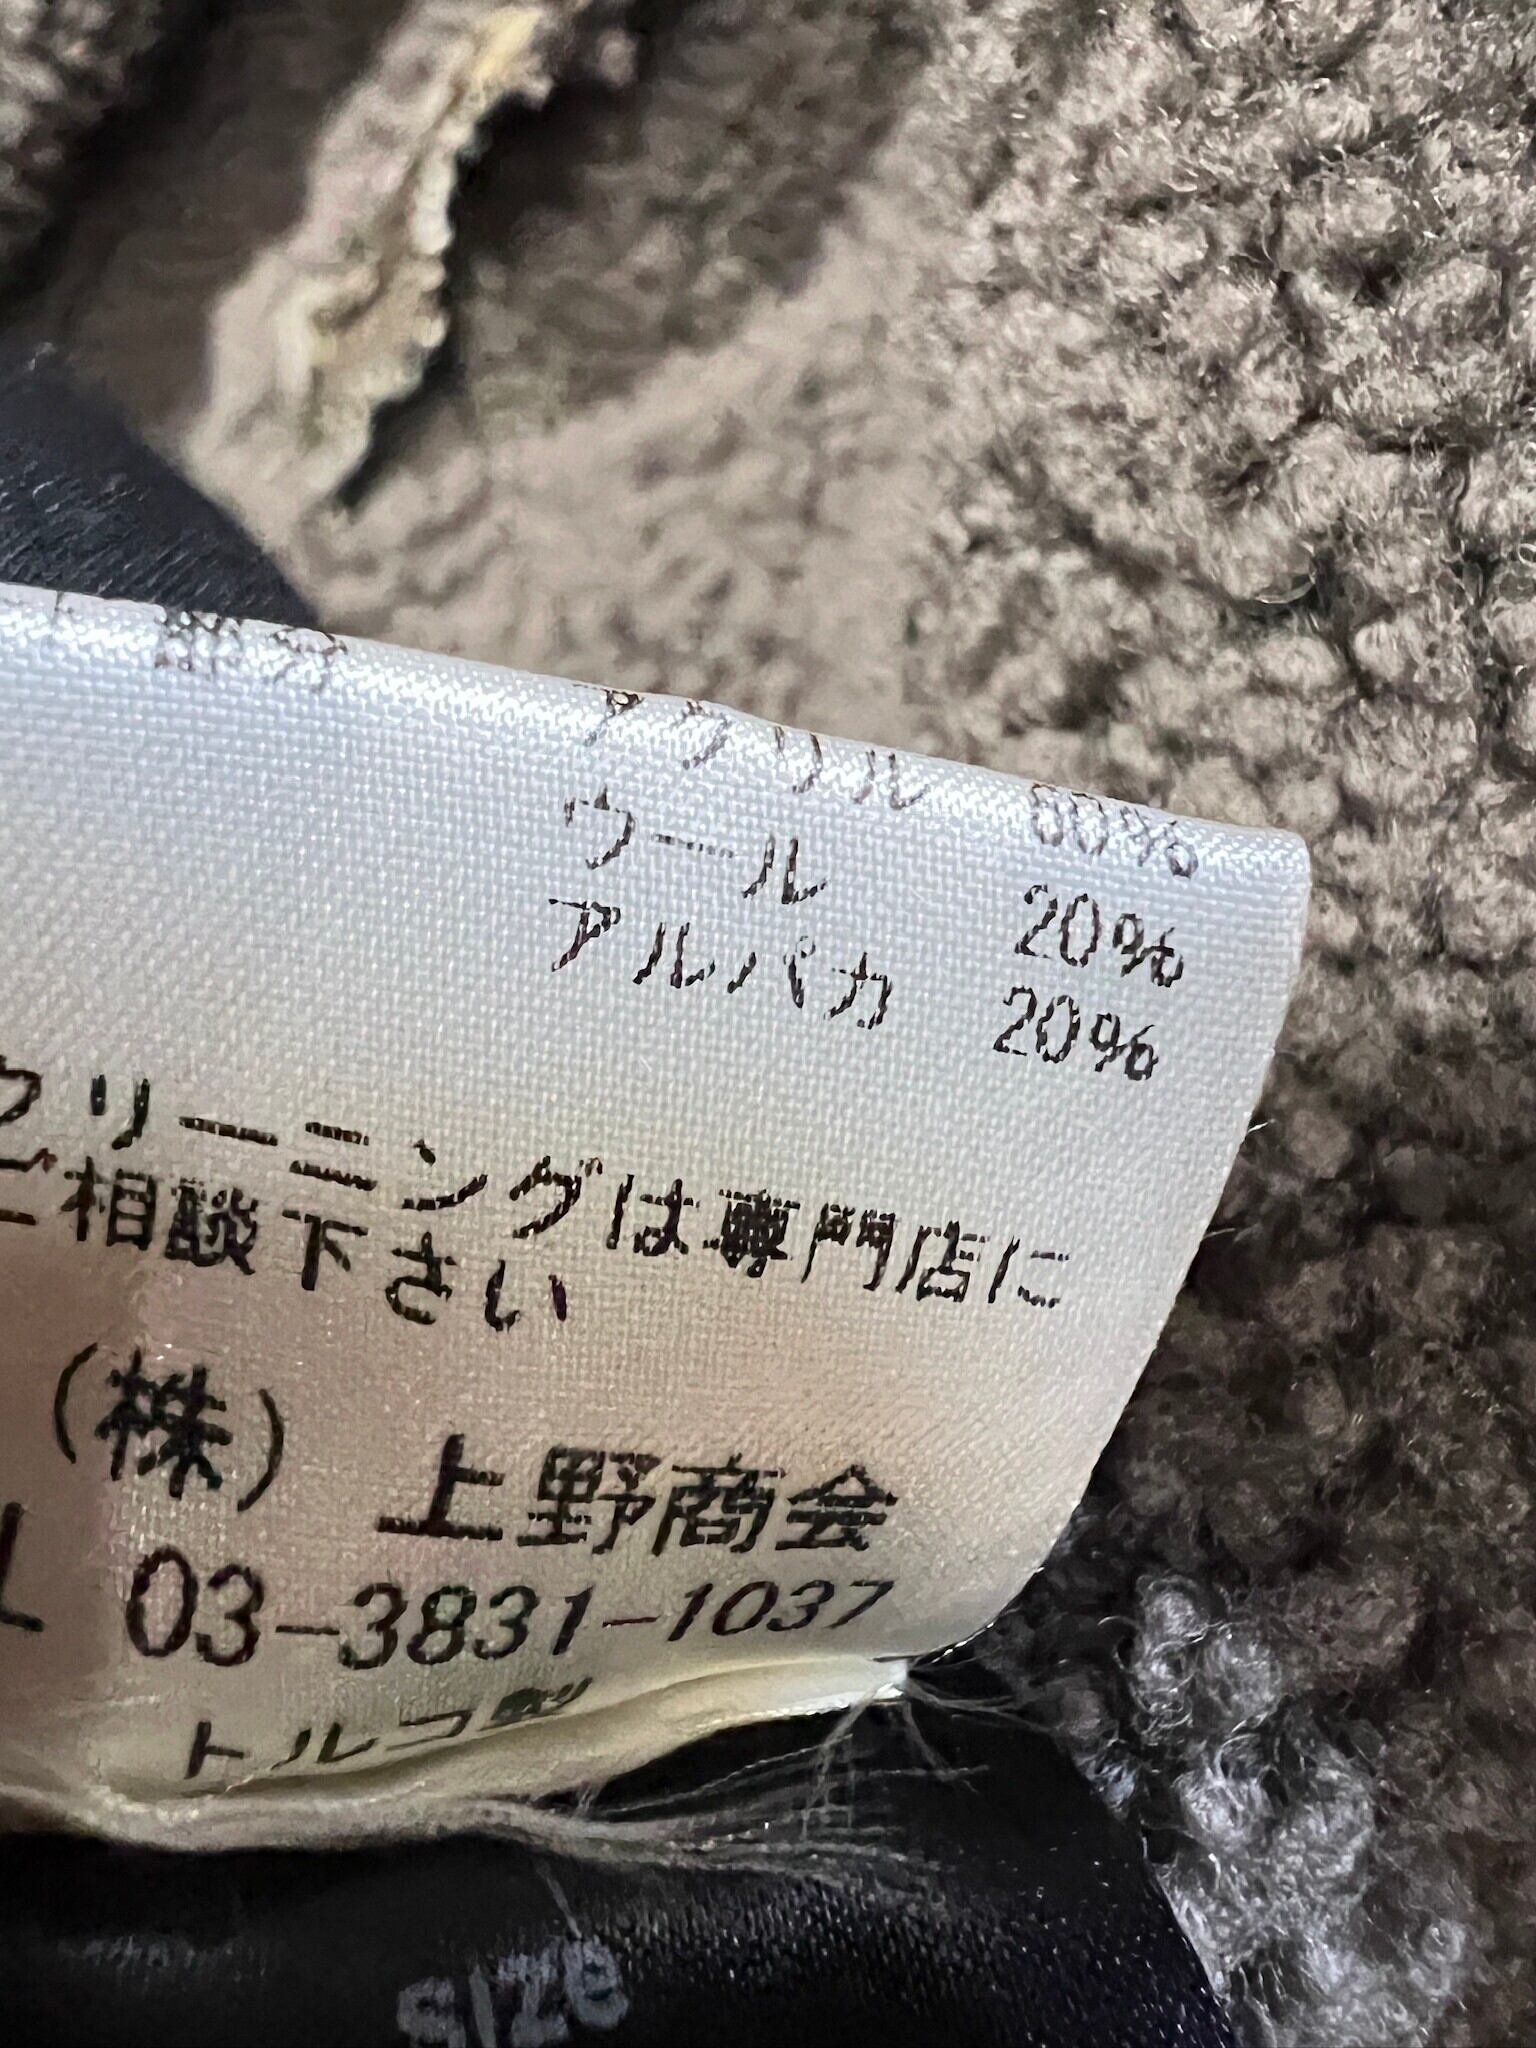 アクリル 60%
ウール 20%
アルパカ 20%
クリーニングは専門店に
ご相談下さい
(株) 上野商会
L 03-3831-1037
トルコ製
size